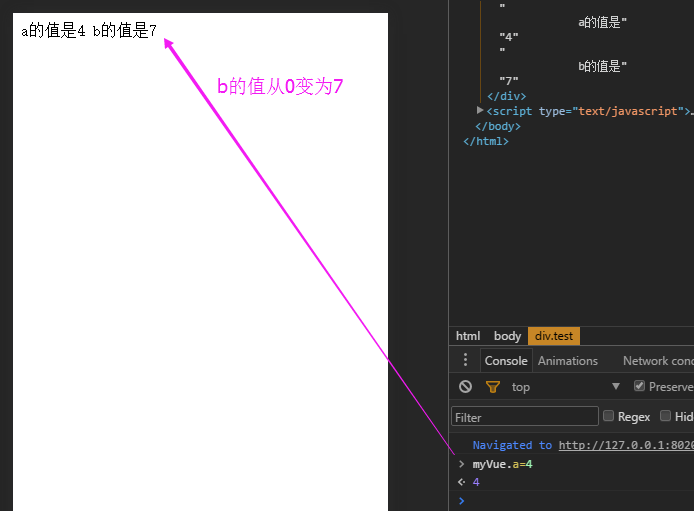 a的值是4 b的值是7
b的值从0变为7
"
a的值是"
"4"
"
b的值是"
"7"
</div>
<script type="text/javascript">…
</body>
</html>
html body div.test
Console Animations Network con
top Preserve
Filter Regex Hid
Navigated to http://127.0.0.1:8020
> myVue.a=4
4
>